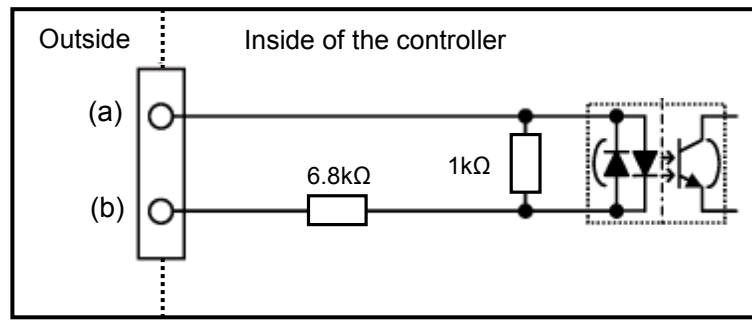 Outside
Inside of the controller
(a)
6.8kΩ
1kΩ
(b)